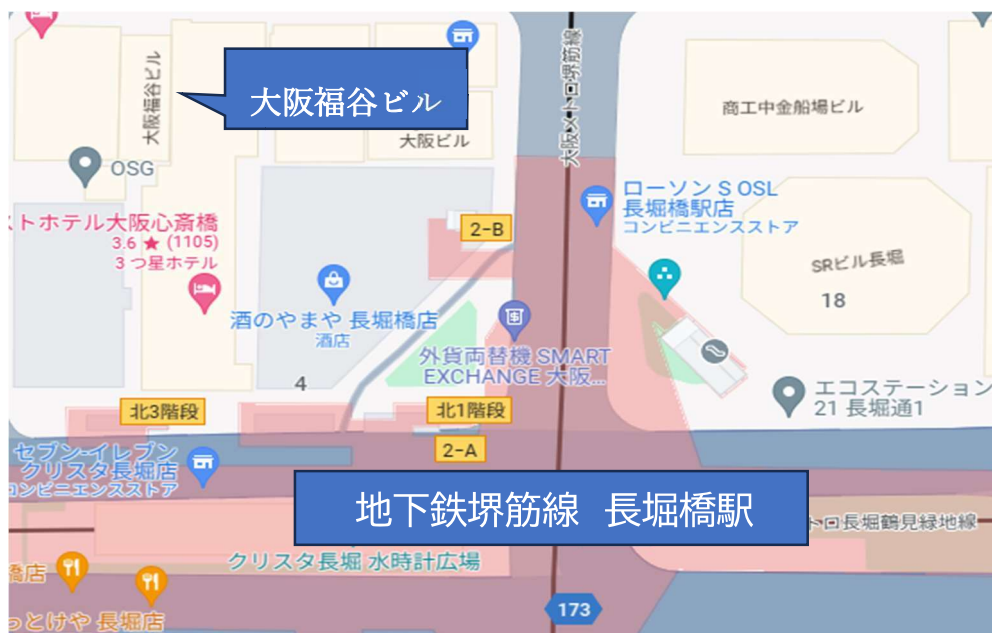 大阪福谷ビル
大阪福谷ビル
大阪ビル
大阪メトロ堺筋線
商工中金船場ビル
OSG
ローソン S OSL
長堀橋駅店
コンビニエンスストア
ストホテル大阪心斎橋
3.6 ★ (1105)
3 つ星ホテル
2-B
SRビル長堀
18
酒のやまや 長堀橋店
酒店
外貨両替機 SMART
EXCHANGE 大阪...
4
エコステーション
21 長堀通1
北3階段
北1階段
2-A
セブン-イレブン
クリスタ長堀店
コンビニエンスストア
地下鉄堺筋線 長堀橋駅
トロ長堀鶴見緑地線
クリスタ長堀 水時計広場
橋店
っとけや 長堀店
173